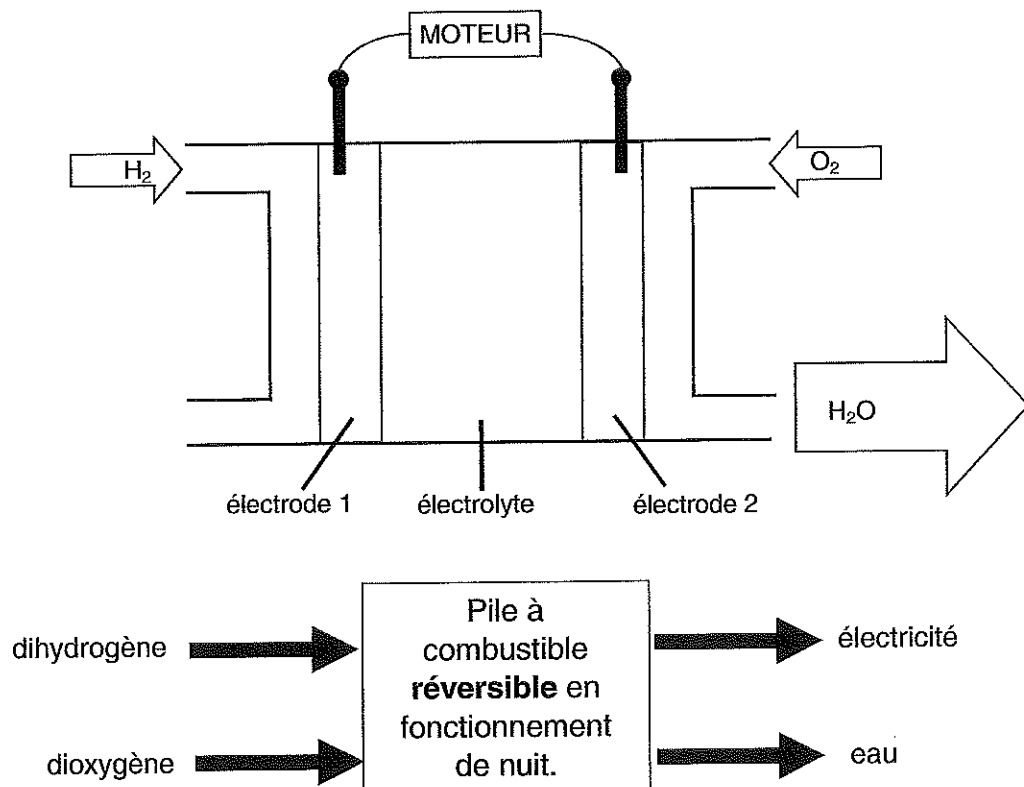 MOTEUR
H₂
O₂
H₂O
électrode 1
électrolyte
électrode 2
dihydrogène
dioxygène
Pile à
combustible
réversible en
fonctionnement
de nuit.
électricité
eau